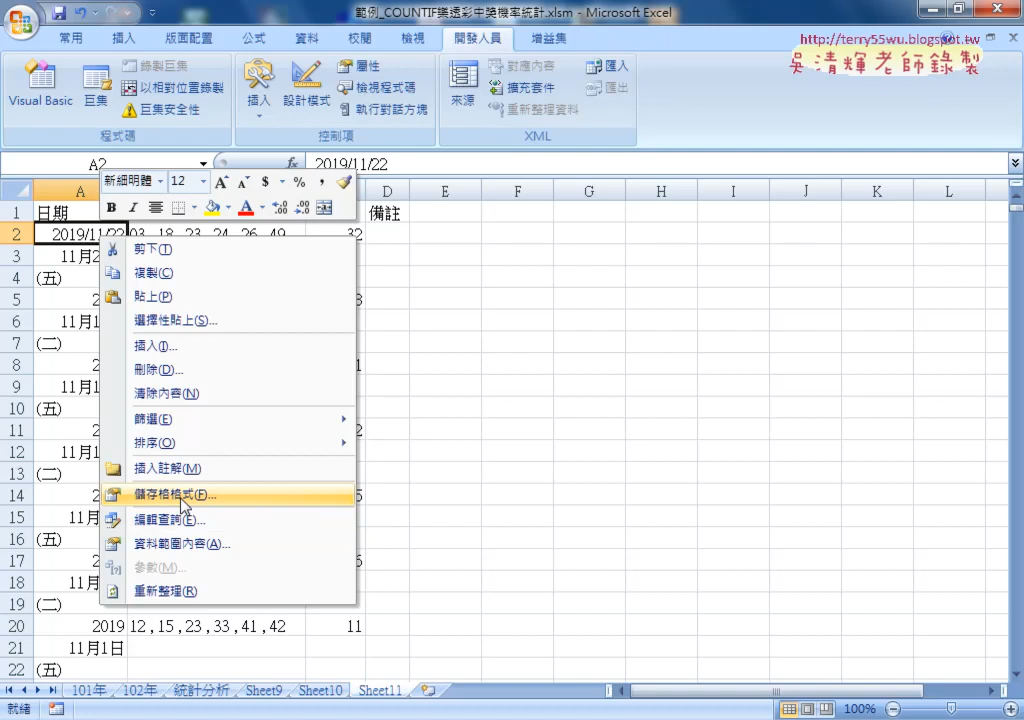 範例_COUNTIF樂透彩中獎機率統計.xlsm - Microsoft Excel
常用 插入 版面配置 公式 資料 校閱 檢視 開發人員 增益集
http://terry55wu.blogspot.tw
吳清輝老師錄製
Visual Basic 巨集 錄製巨集 以相對位置錄製 巨集安全性
插入 設計模式 屬性 檢視程式碼 執行對話方塊
來源 對應內容 擴充套件 重新整理資料 匯入 匯出
程式碼 控制項 XML
A2 fx 2019/11/22
新細明體 12 A A $ % ,
B I A
A D E F G H I J K L
1 日期 備註
2 2019/11/22 03 , 18 , 23 , 24 , 26 , 49 32
3 11月2
4 (五)
5 2 3
6 11月1
7 (二)
8 2 1
9 11月1
10 (五)
11 2 2
12 11月1
13 (二)
14 2 5
15 11月
16 (五)
17 2 6
18 11月
19 (二)
20 2019 12 , 15 , 23 , 33 , 41 , 42 11
21 11月1日
22 (五)
剪下(T)
複製(C)
貼上(P)
選擇性貼上(S)...
插入(I)...
刪除(D)...
清除內容(N)
篩選(E)
排序(O)
插入註解(M)
儲存格格式(F)...
編輯查詢(E)...
資料範圍內容(A)...
參數(M)...
重新整理(R)
101年 102年 統計分析 Sheet9 Sheet10 Sheet11
就緒 100%